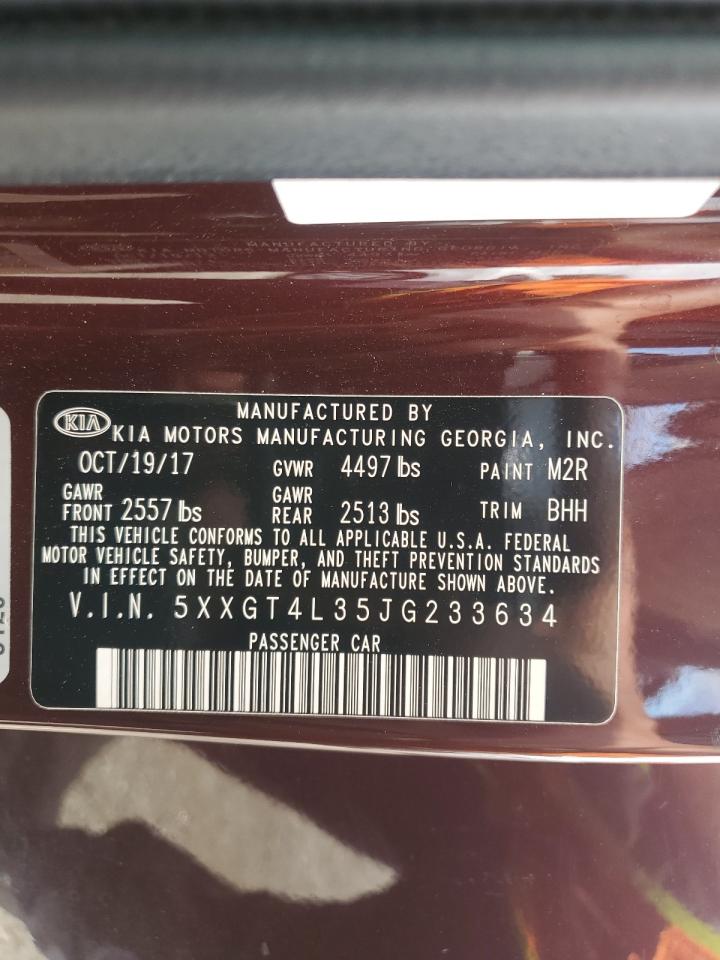 MANUFACTURED BY
KIA KIA MOTORS MANUFACTURING GEORGIA, INC.
OCT/19/17 GVWR 4497 lbs PAINT M2R
GAWR FRONT 2557 lbs GAWR REAR 2513 lbs TRIM BHH
THIS VEHICLE CONFORMS TO ALL APPLICABLE U.S.A. FEDERAL
MOTOR VEHICLE SAFETY, BUMPER, AND THEFT PREVENTION STANDARDS
IN EFFECT ON THE DATE OF MANUFACTURE SHOWN ABOVE.
V.I.N. 5XXGT4L35JG233634
PASSENGER CAR